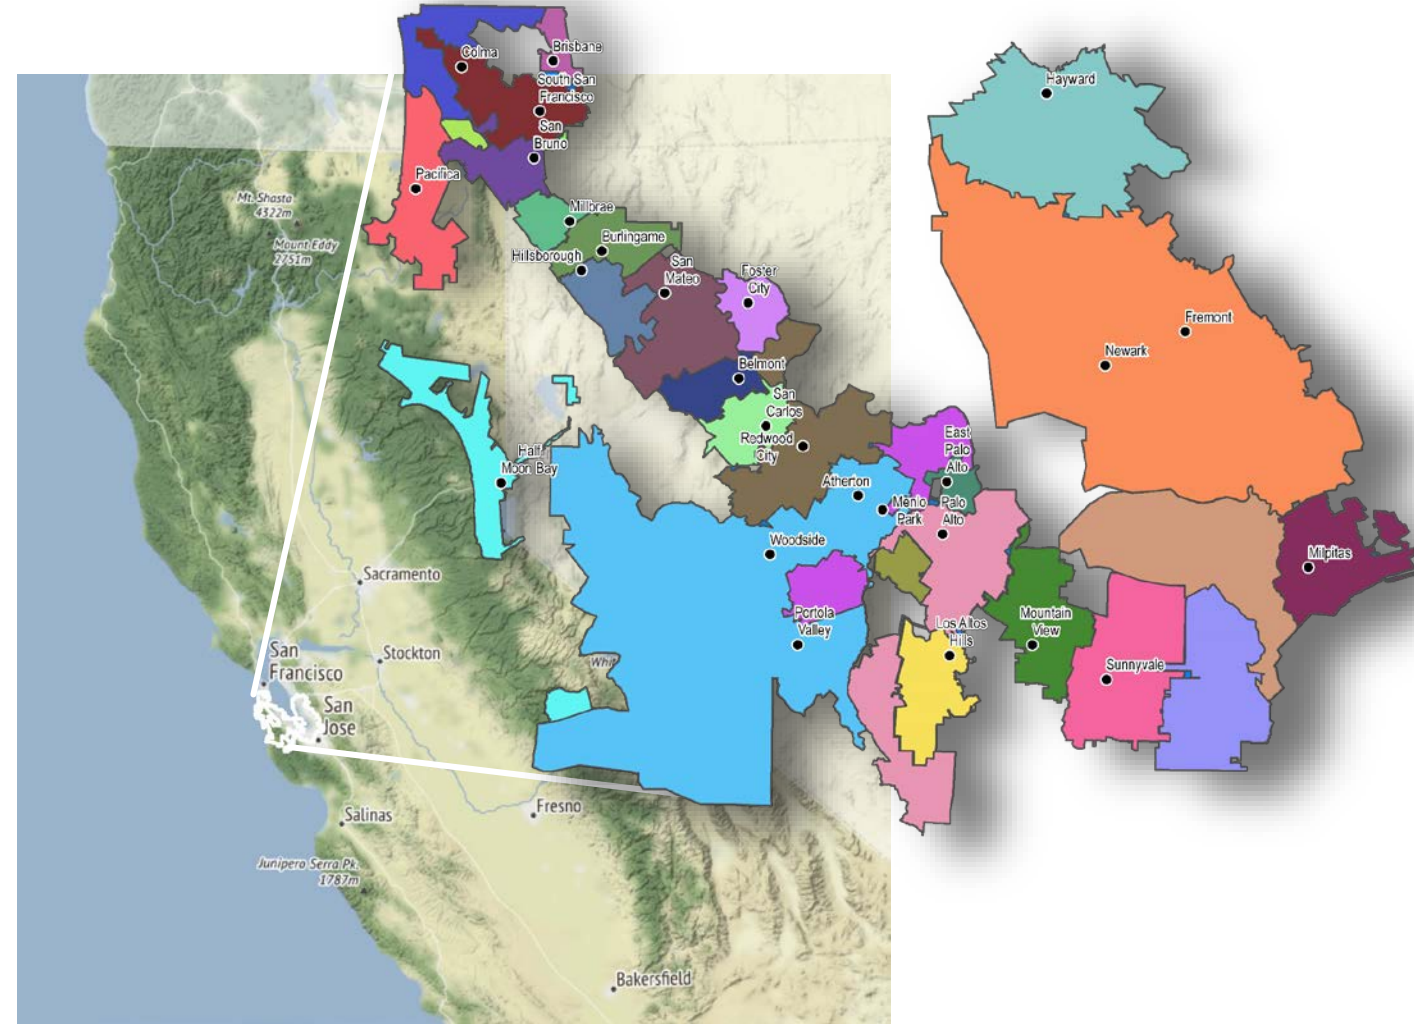 Colma
Brisbane
South San
Francisco
San
Bruno
Hayward
Pacifica
Mt. Shasta
4322m
Mount Eddy
2751m
Millbrae
Burlingame
Hillsborough
San
Mateo
Foster
City
Fremont
Newark
Belmont
San
Carlos
Redwood
City
East
Palo
Alto
Half
Moon Bay
Atherton
Menlo
Park
Palo
Alto
Woodside
Milpitas
Sacramento
Portola
Valley
Los Altos
Hills
Mountain
View
Stockton
San
Francisco
Whit
Sunnyvale
San
Jose
Salinas
Fresno
Junipero Serra Pk.
1787m
Bakersfield